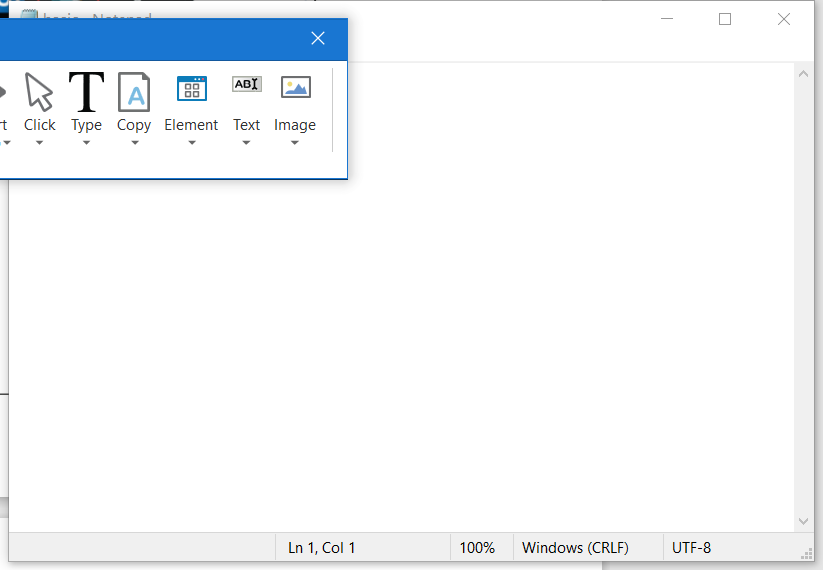 basic - Notepad
rt Click Type Copy Element Text Image
A
ABI
Ln 1, Col 1 100% Windows (CRLF) UTF-8